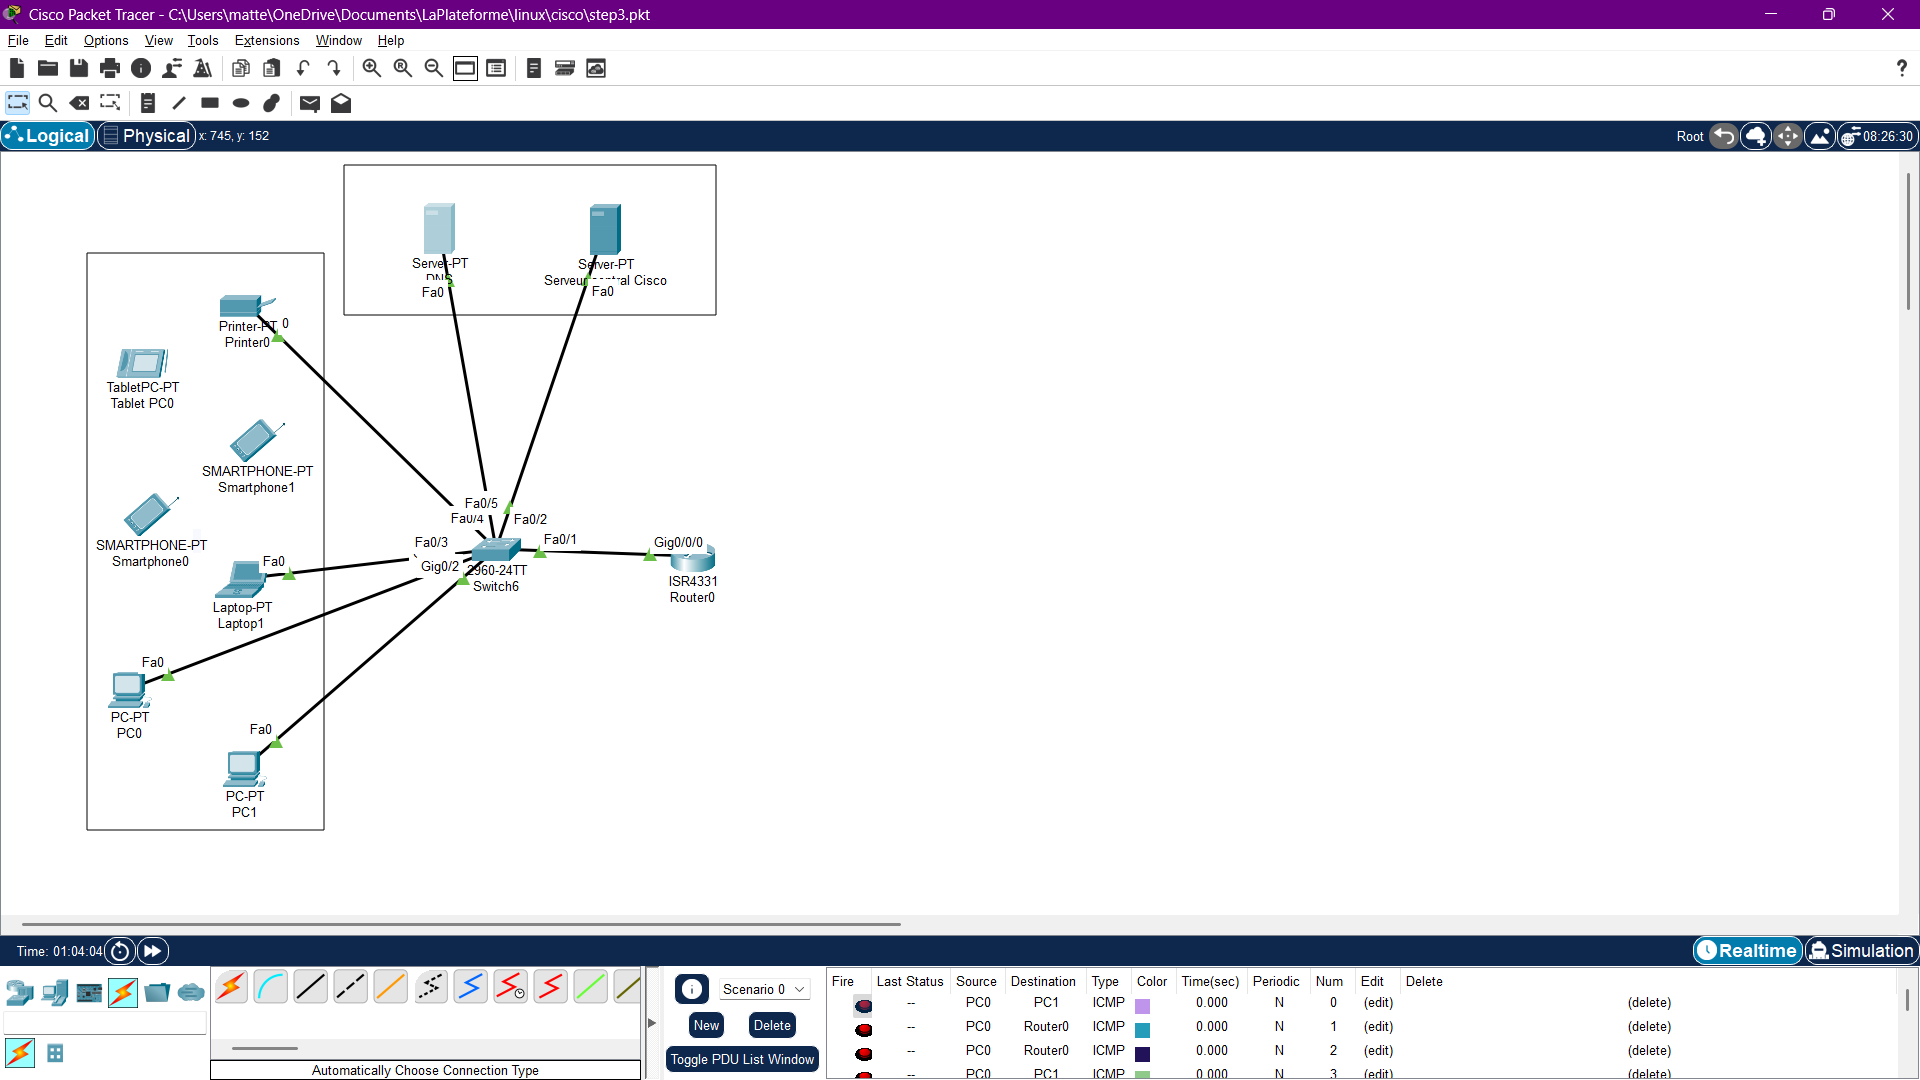 Cisco Packet Tracer - C:\Users\matte\OneDrive\Documents\LaPlateforme\linux\cisco\step3.pkt
File Edit Options View Tools Extensions Window Help
?
Logical Physical x: 745, y: 152 Root 08:26:30
Server-PT
DNS
Fa0
Server-PT
Serveur central Cisco
Fa0
Printer-PT 0
Printer0
TabletPC-PT
Tablet PC0
SMARTPHONE-PT
Smartphone1
SMARTPHONE-PT
Smartphone0
Fa0
Laptop-PT
Laptop1
Fa0
PC-PT
PC0
Fa0
PC-PT
PC1
Fa0/5
Fa0/4
Fa0/2
Fa0/3
Fa0/1
Gig0/2
2960-24TT
Switch6
Gig0/0/0
ISR4331
Router0
Time: 01:04:04
Realtime Simulation
Automatically Choose Connection Type
Scenario 0
New Delete
Toggle PDU List Window
Fire Last Status Source Destination Type Color Time(sec) Periodic Num Edit Delete
-- PC0 PC1 ICMP 0.000 N 0 (edit) (delete)
-- PC0 Router0 ICMP 0.000 N 1 (edit) (delete)
-- PC0 Router0 ICMP 0.000 N 2 (edit) (delete)
-- PC0 PC1 ICMP 0.000 N 3 (edit) (delete)